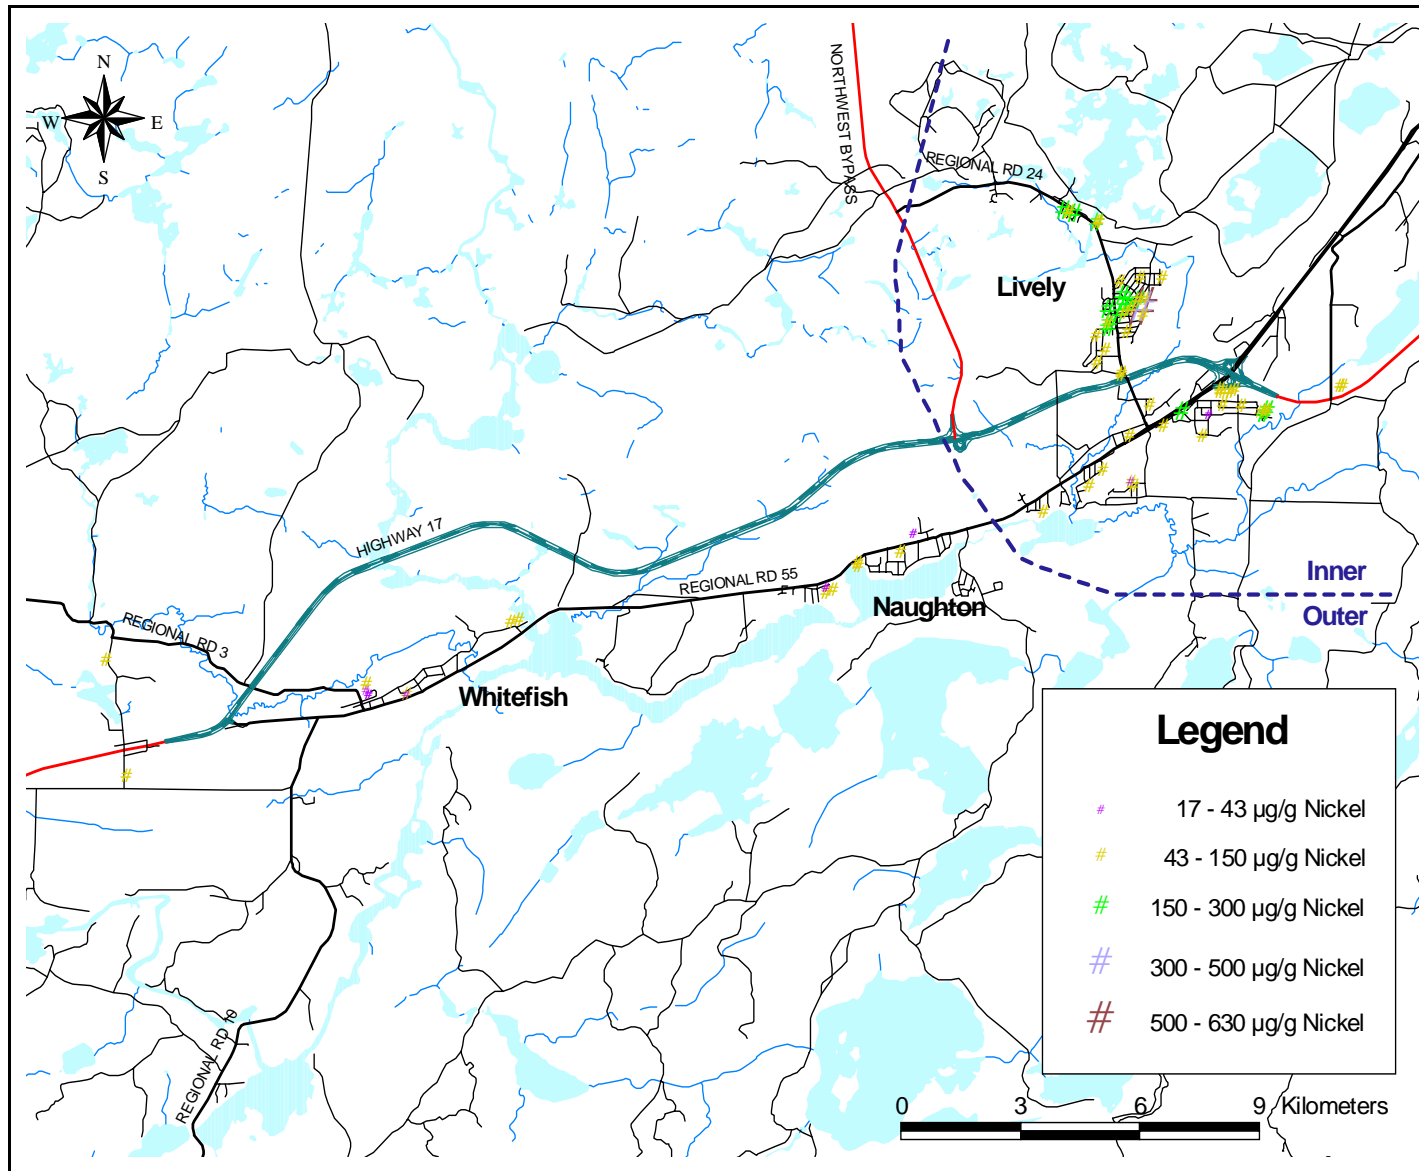 N
W
E
S
NORTHWEST BYPASS
REGIONAL RD 24
Lively
HIGHWAY 17
REGIONAL RD 55
Inner
Naughton
Outer
REGIONAL RD 3
Whitefish
Legend
# 17 - 43 µg/g Nickel
# 43 - 150 µg/g Nickel
# 150 - 300 µg/g Nickel
# 300 - 500 µg/g Nickel
# 500 - 630 µg/g Nickel
REGIONAL RD 10
0 3 6 9 Kilometers